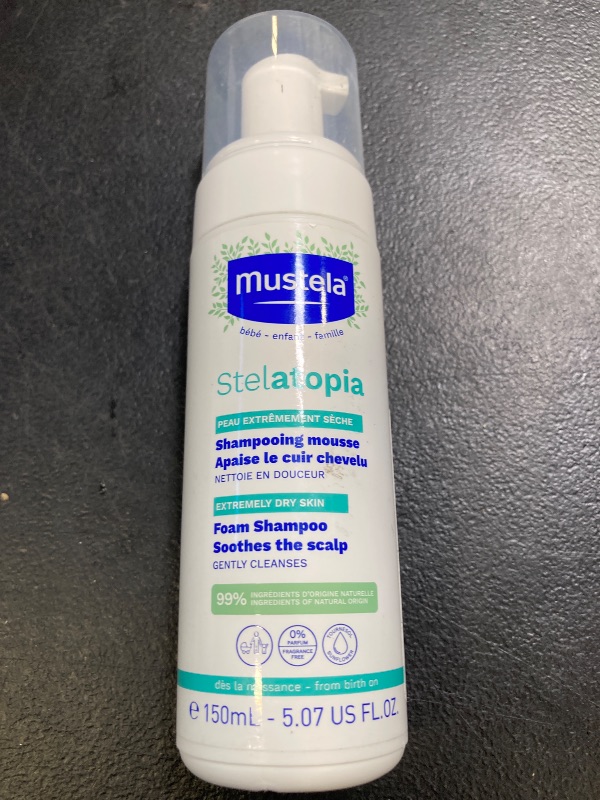 mustela®
bébé - enfant - famille
Stelatopia
PEAU EXTRÊMEMENT SÈCHE
Shampooing mousse
Apaise le cuir chevelu
NETTOIE EN DOUCEUR
EXTREMELY DRY SKIN
Foam Shampoo
Soothes the scalp
GENTLY CLEANSES
99% INGRÉDIENTS D'ORIGINE NATURELLE
INGREDIENTS OF NATURAL ORIGIN
0%
PARFUM
FRAGRANCE
FREE
TOURNESOL
SUNFLOWER
dès la naissance - from birth on
℮ 150mL - 5.07 US FL.OZ.